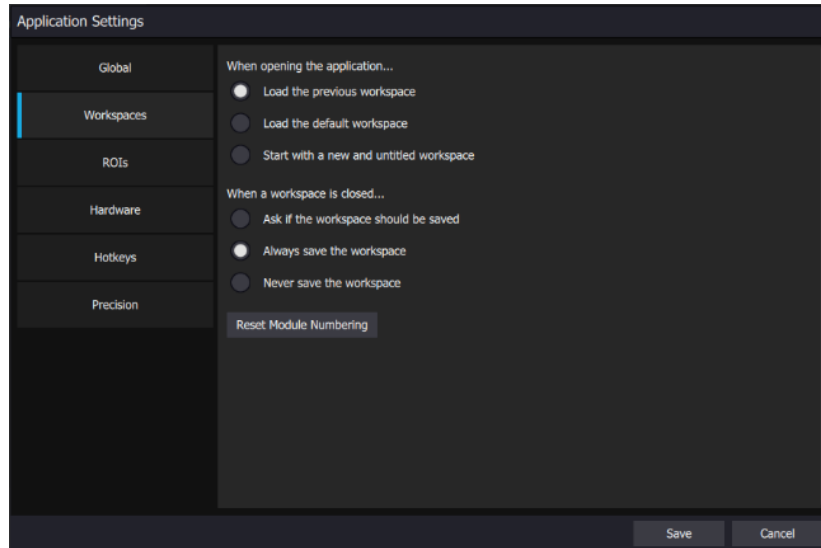 Application Settings
Global
Workspaces
ROIs
Hardware
Hotkeys
Precision
When opening the application...
Load the previous workspace
Load the default workspace
Start with a new and untitled workspace
When a workspace is closed...
Ask if the workspace should be saved
Always save the workspace
Never save the workspace
Reset Module Numbering
Save
Cancel